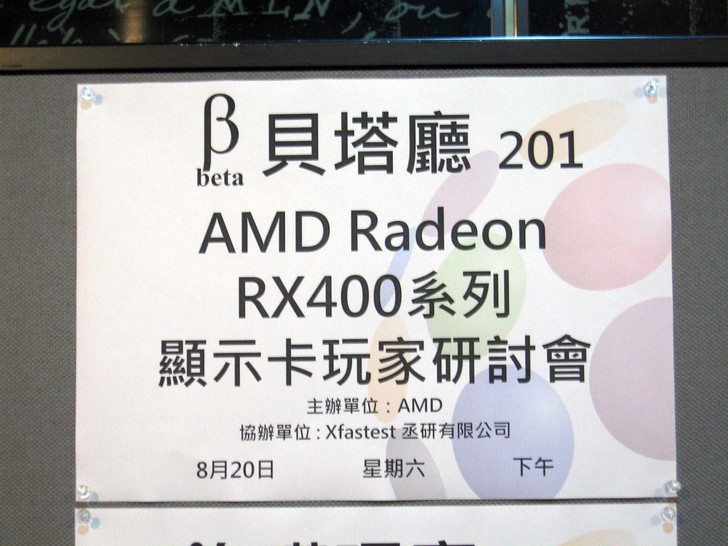 β beta 貝塔廳 201
AMD Radeon
RX400系列
顯示卡玩家研討會
主辦單位：AMD
協辦單位：Xfastest 丞研有限公司
8月20日 星期六 下午